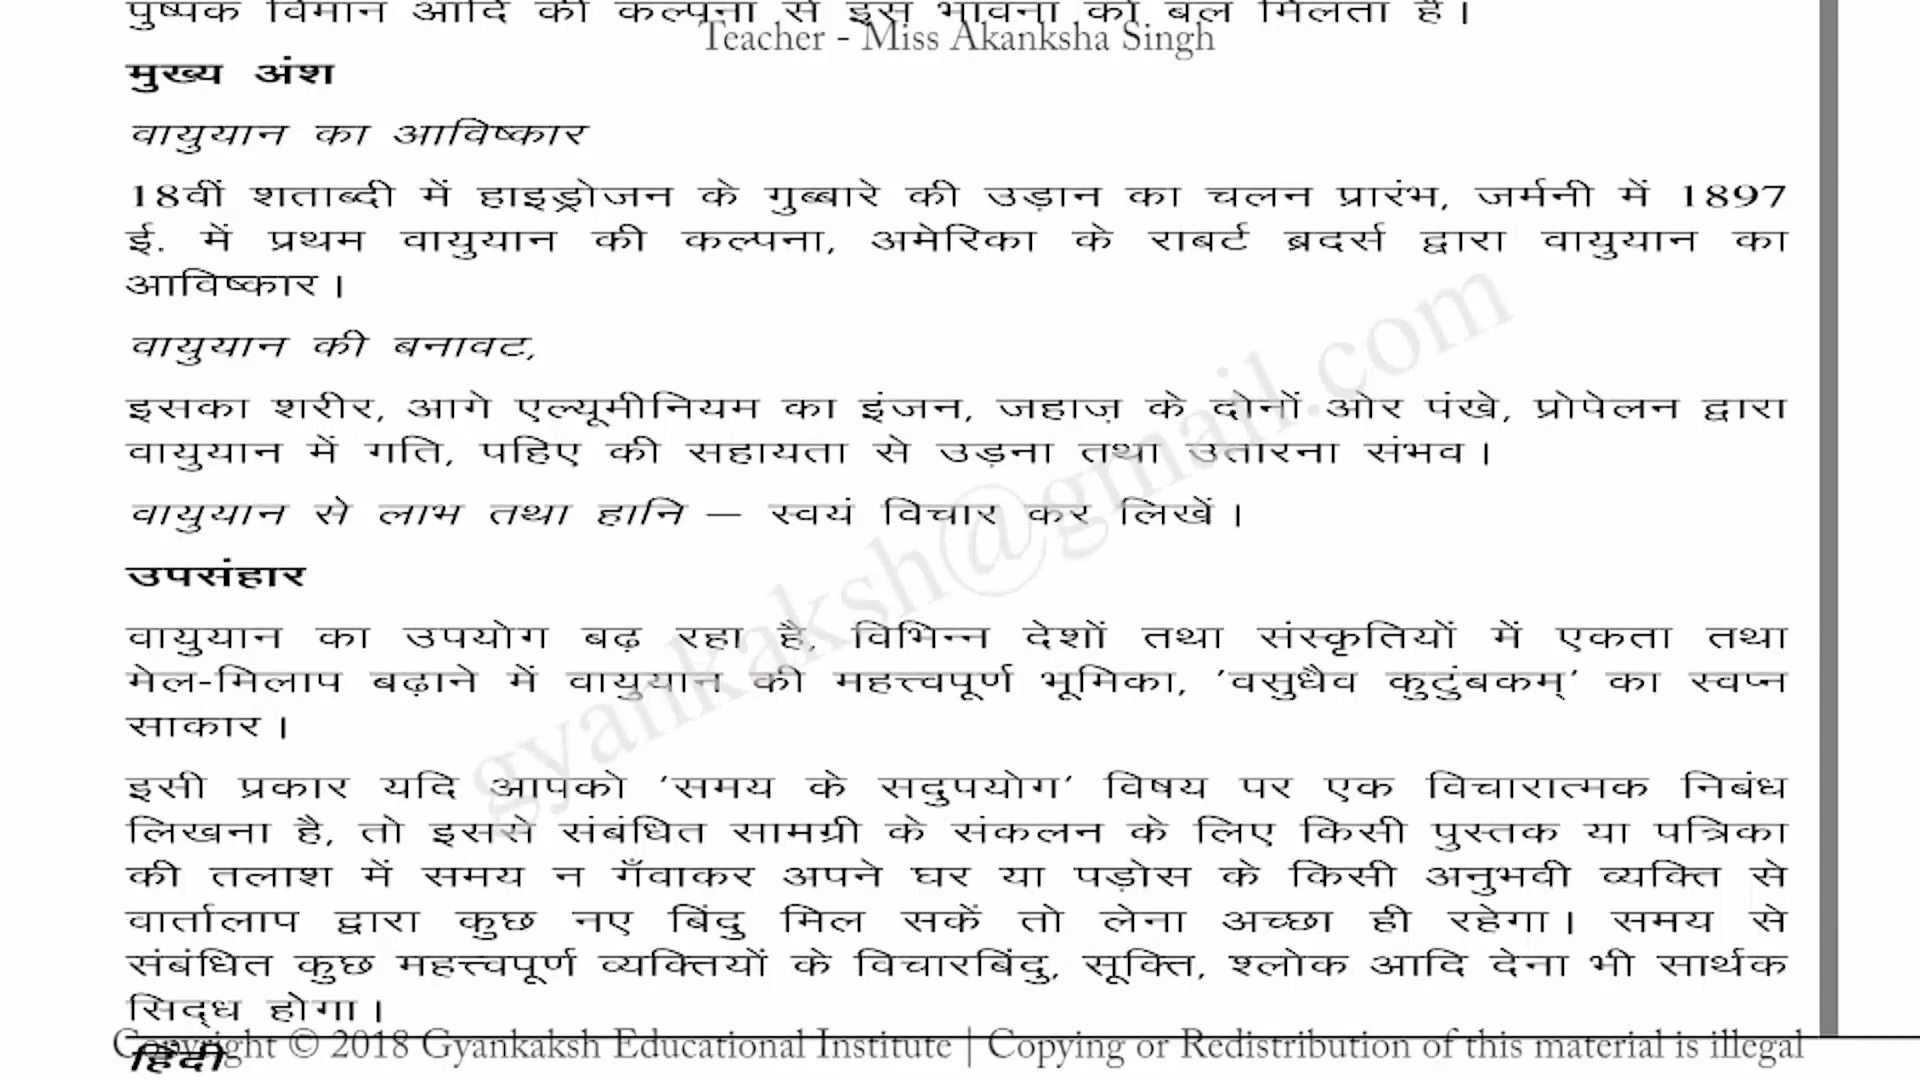 पुष्पक विमान आदि की कल्पना से इस भावना को बल मिलता है।
Teacher - Miss Akanksha Singh
मुख्य अंश
वायुयान का आविष्कार
18वीं शताब्दी में हाइड्रोजन के गुब्बारे की उड़ान का चलन प्रारंभ, जर्मनी में 1897
ई. में प्रथम वायुयान की कल्पना, अमेरिका के राबर्ट ब्रदर्स द्वारा वायुयान का
आविष्कार।
वायुयान की बनावट,
इसका शरीर, आगे एल्यूमीनियम का इंजन, जहाज़ के दोनों ओर पंखे, प्रोपेलन द्वारा
वायुयान में गति, पहिए की सहायता से उड़ना तथा उतारना संभव।
वायुयान से लाभ तथा हानि – स्वयं विचार कर लिखें।
उपसंहार
वायुयान का उपयोग बढ़ रहा है, विभिन्न देशों तथा संस्कृतियों में एकता तथा
मेल-मिलाप बढ़ाने में वायुयान की महत्त्वपूर्ण भूमिका, 'वसुधैव कुटुंबकम्' का स्वप्न
साकार।
इसी प्रकार यदि आपको 'समय के सदुपयोग' विषय पर एक विचारात्मक निबंध
लिखना है, तो इससे संबंधित सामग्री के संकलन के लिए किसी पुस्तक या पत्रिका
की तलाश में समय न गँवाकर अपने घर या पड़ोस के किसी अनुभवी व्यक्ति से
वार्तालाप द्वारा कुछ नए बिंदु मिल सकें तो लेना अच्छा ही रहेगा। समय से
संबंधित कुछ महत्त्वपूर्ण व्यक्तियों के विचारबिंदु, सूक्ति, श्लोक आदि देना भी सार्थक
सिद्ध होगा।
gyankaksh@gmail.com
Copyright © 2018 Gyankaksh Educational Institute | Copying or Redistribution of this material is illegal
हिंदी